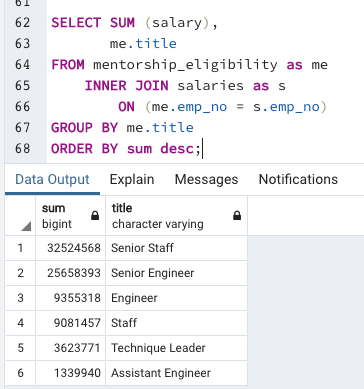 61
62 SELECT SUM (salary),
63 me.title
64 FROM mentorship_eligibility as me
65 INNER JOIN salaries as s
66 ON (me.emp_no = s.emp_no)
67 GROUP BY me.title
68 ORDER BY sum desc;
Data Output Explain Messages Notifications
sum title
bigint character varying
1 32524568 Senior Staff
2 25658393 Senior Engineer
3 9355318 Engineer
4 9081457 Staff
5 3623771 Technique Leader
6 1339940 Assistant Engineer